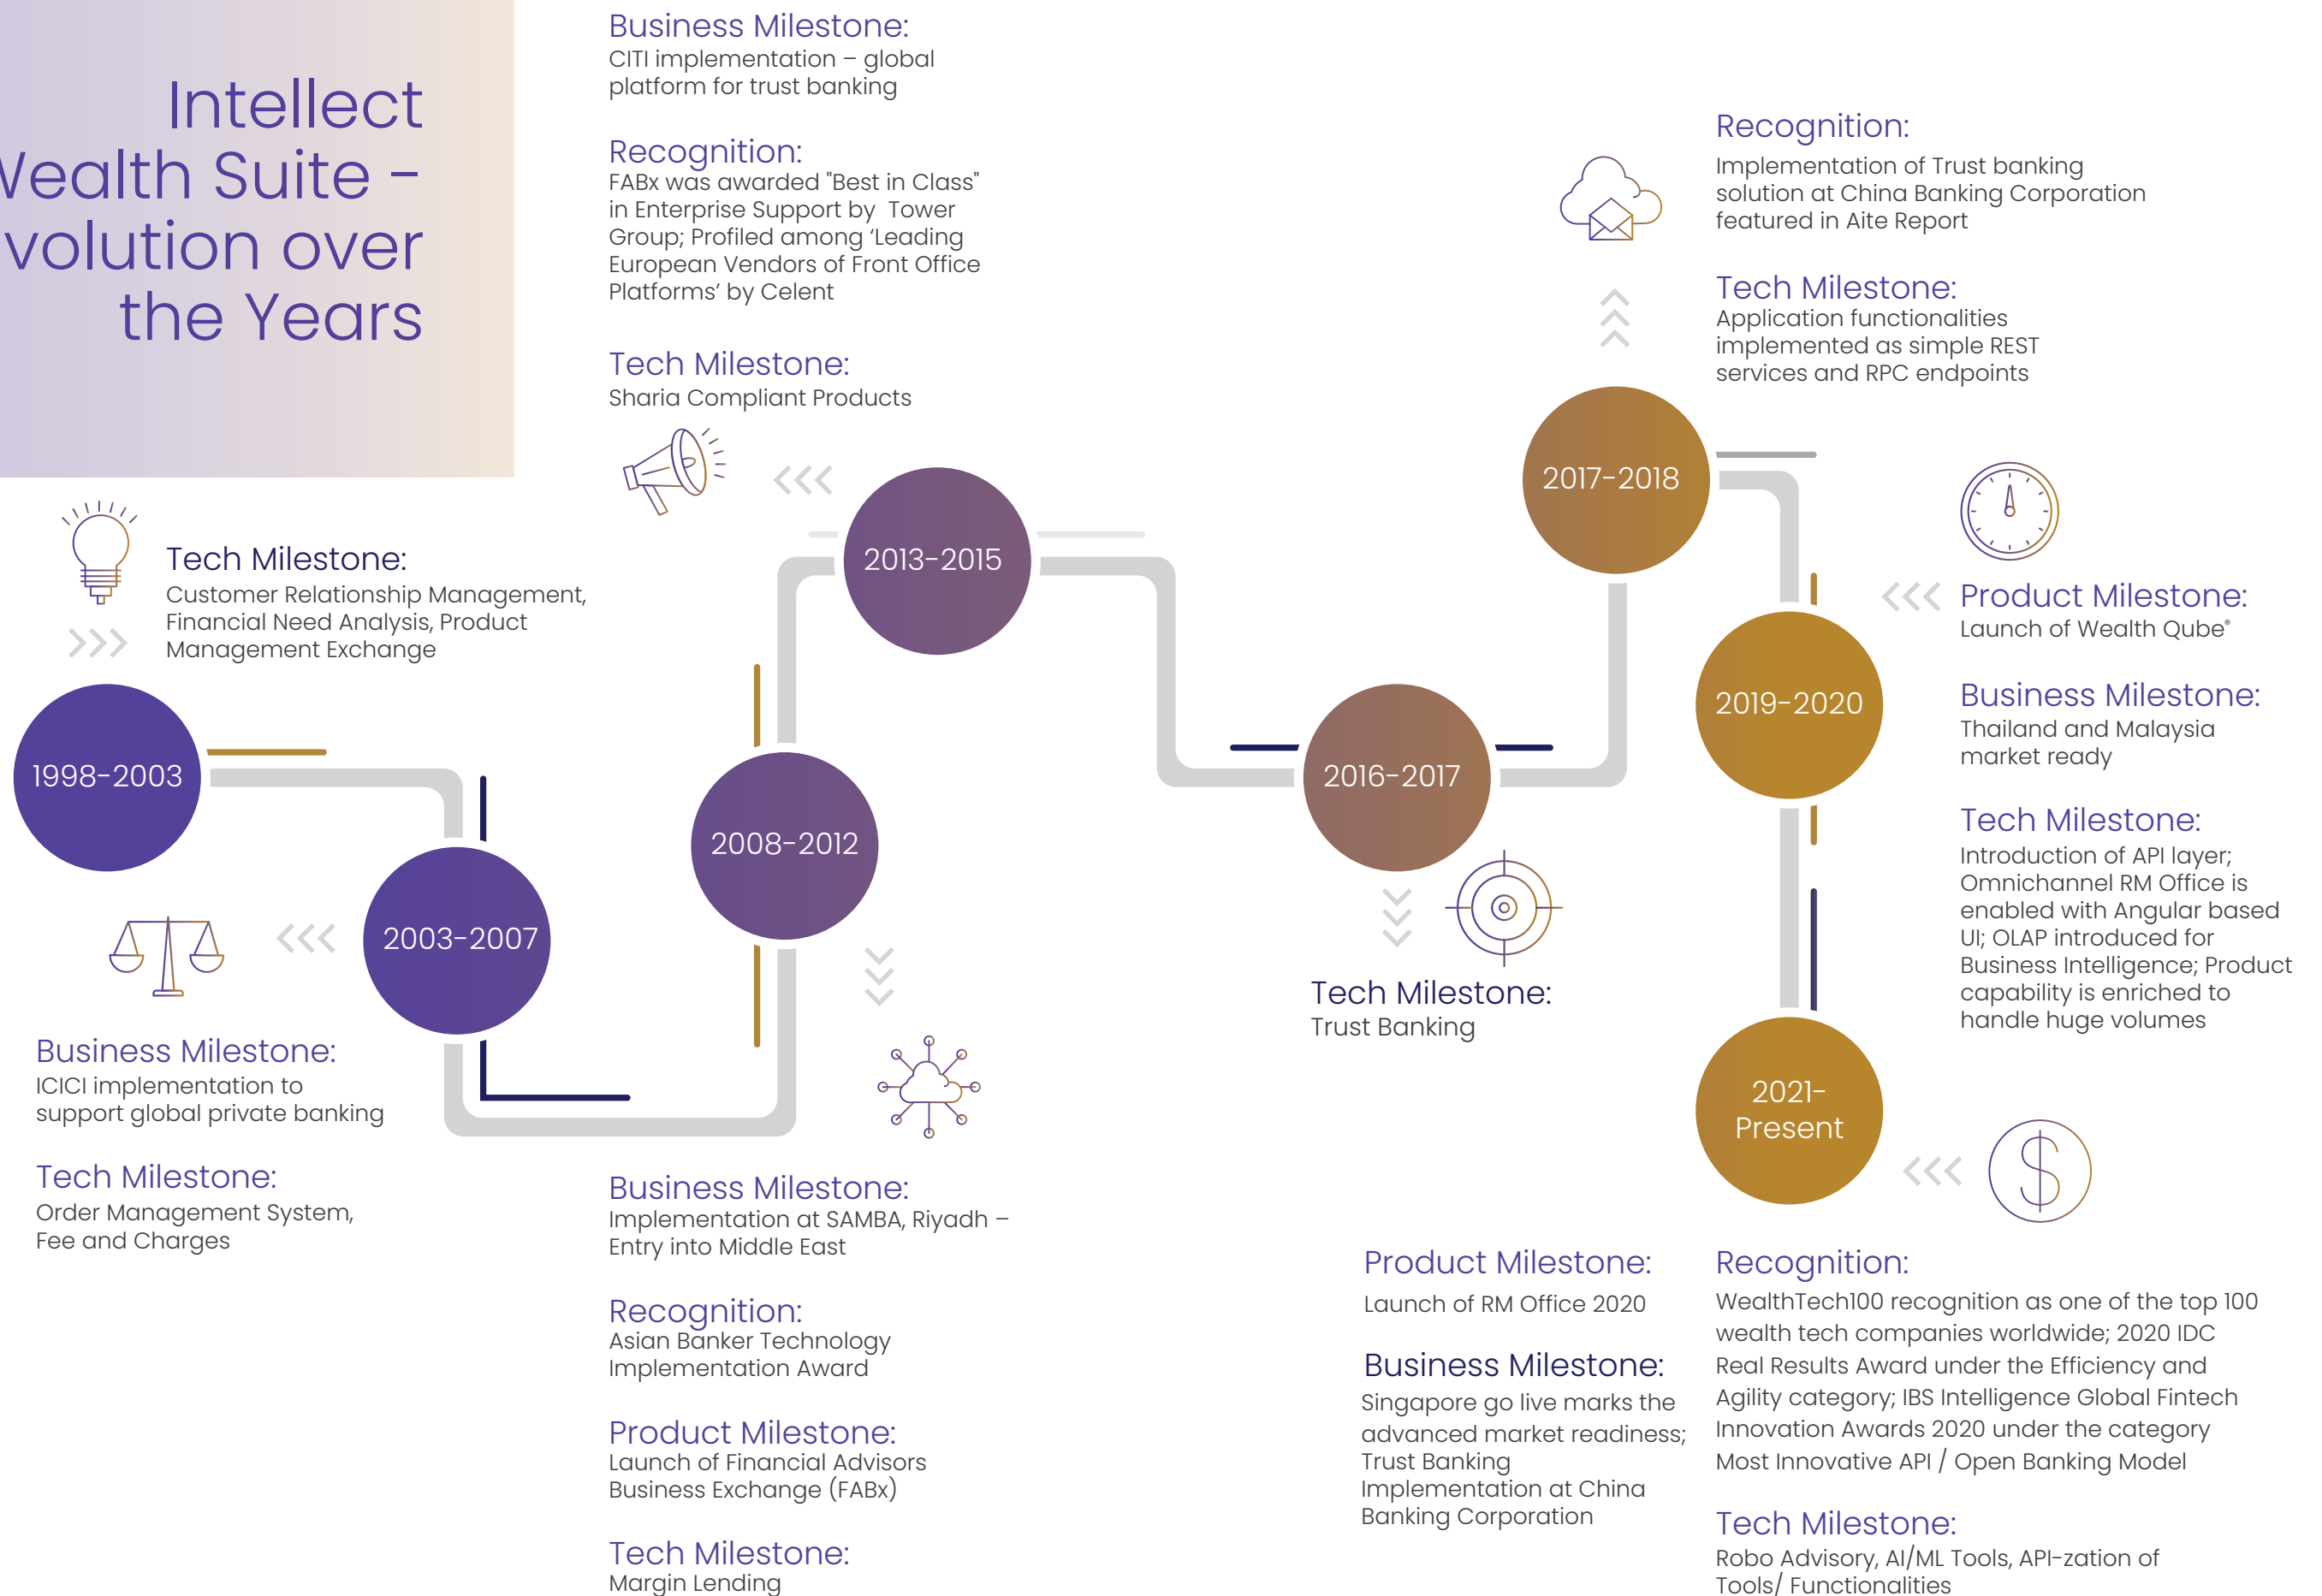 Intellect
Wealth Suite -
volution over
the Years
Tech Milestone:
Customer Relationship Management,
Financial Need Analysis, Product
Management Exchange
1998-2003
2003-2007
Business Milestone:
ICICI implementation to
support global private banking
Tech Milestone:
Order Management System,
Fee and Charges
2008-2012
Business Milestone:
Implementation at SAMBA, Riyadh –
Entry into Middle East
Recognition:
Asian Banker Technology
Implementation Award
Product Milestone:
Launch of Financial Advisors
Business Exchange (FABx)
Tech Milestone:
Margin Lending
Business Milestone:
CITI implementation – global
platform for trust banking
Recognition:
FABx was awarded "Best in Class"
in Enterprise Support by Tower
Group; Profiled among ‘Leading
European Vendors of Front Office
Platforms’ by Celent
Tech Milestone:
Sharia Compliant Products
2013-2015
2016-2017
Tech Milestone:
Trust Banking
Product Milestone:
Launch of RM Office 2020
Business Milestone:
Singapore go live marks the
advanced market readiness;
Trust Banking
Implementation at China
Banking Corporation
Recognition:
Implementation of Trust banking
solution at China Banking Corporation
featured in Aite Report
Tech Milestone:
Application functionalities
implemented as simple REST
services and RPC endpoints
2017-2018
2019-2020
Product Milestone:
Launch of Wealth Qube®
Business Milestone:
Thailand and Malaysia
market ready
Tech Milestone:
Introduction of API layer;
Omnichannel RM Office is
enabled with Angular based
UI; OLAP introduced for
Business Intelligence; Product
capability is enriched to
handle huge volumes
2021-
Present
Recognition:
WealthTech100 recognition as one of the top 100
wealth tech companies worldwide; 2020 IDC
Real Results Award under the Efficiency and
Agility category; IBS Intelligence Global Fintech
Innovation Awards 2020 under the category
Most Innovative API / Open Banking Model
Tech Milestone:
Robo Advisory, AI/ML Tools, API-zation of
Tools/ Functionalities